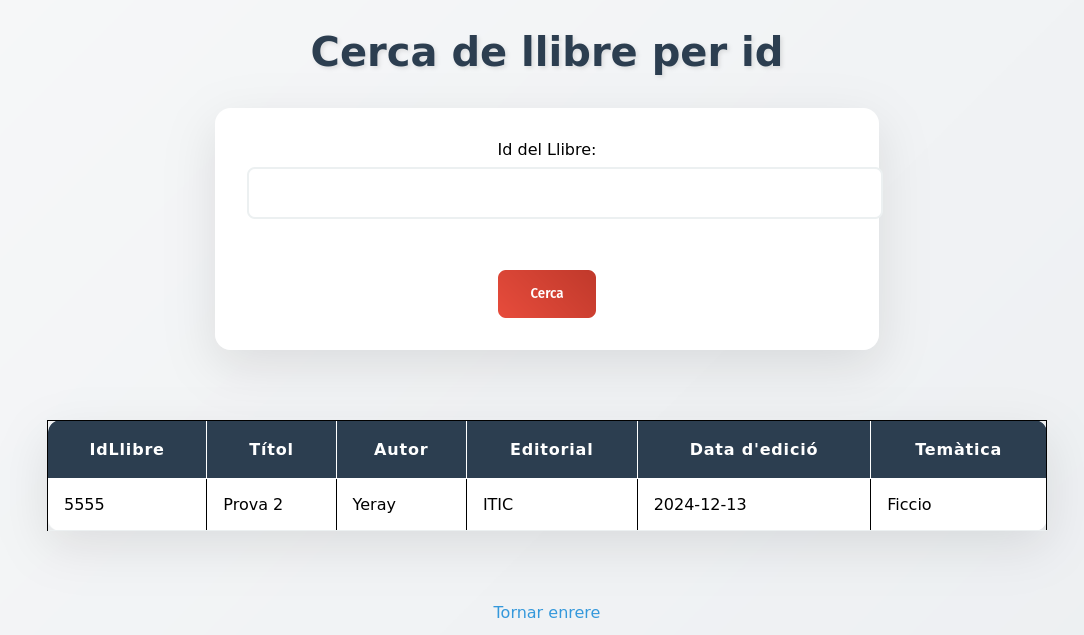 Cerca de llibre per id
Id del Llibre:
Cerca
IdLlibre Títol Autor Editorial Data d'edició Temàtica
5555 Prova 2 Yeray ITIC 2024-12-13 Ficcio
Tornar enrere